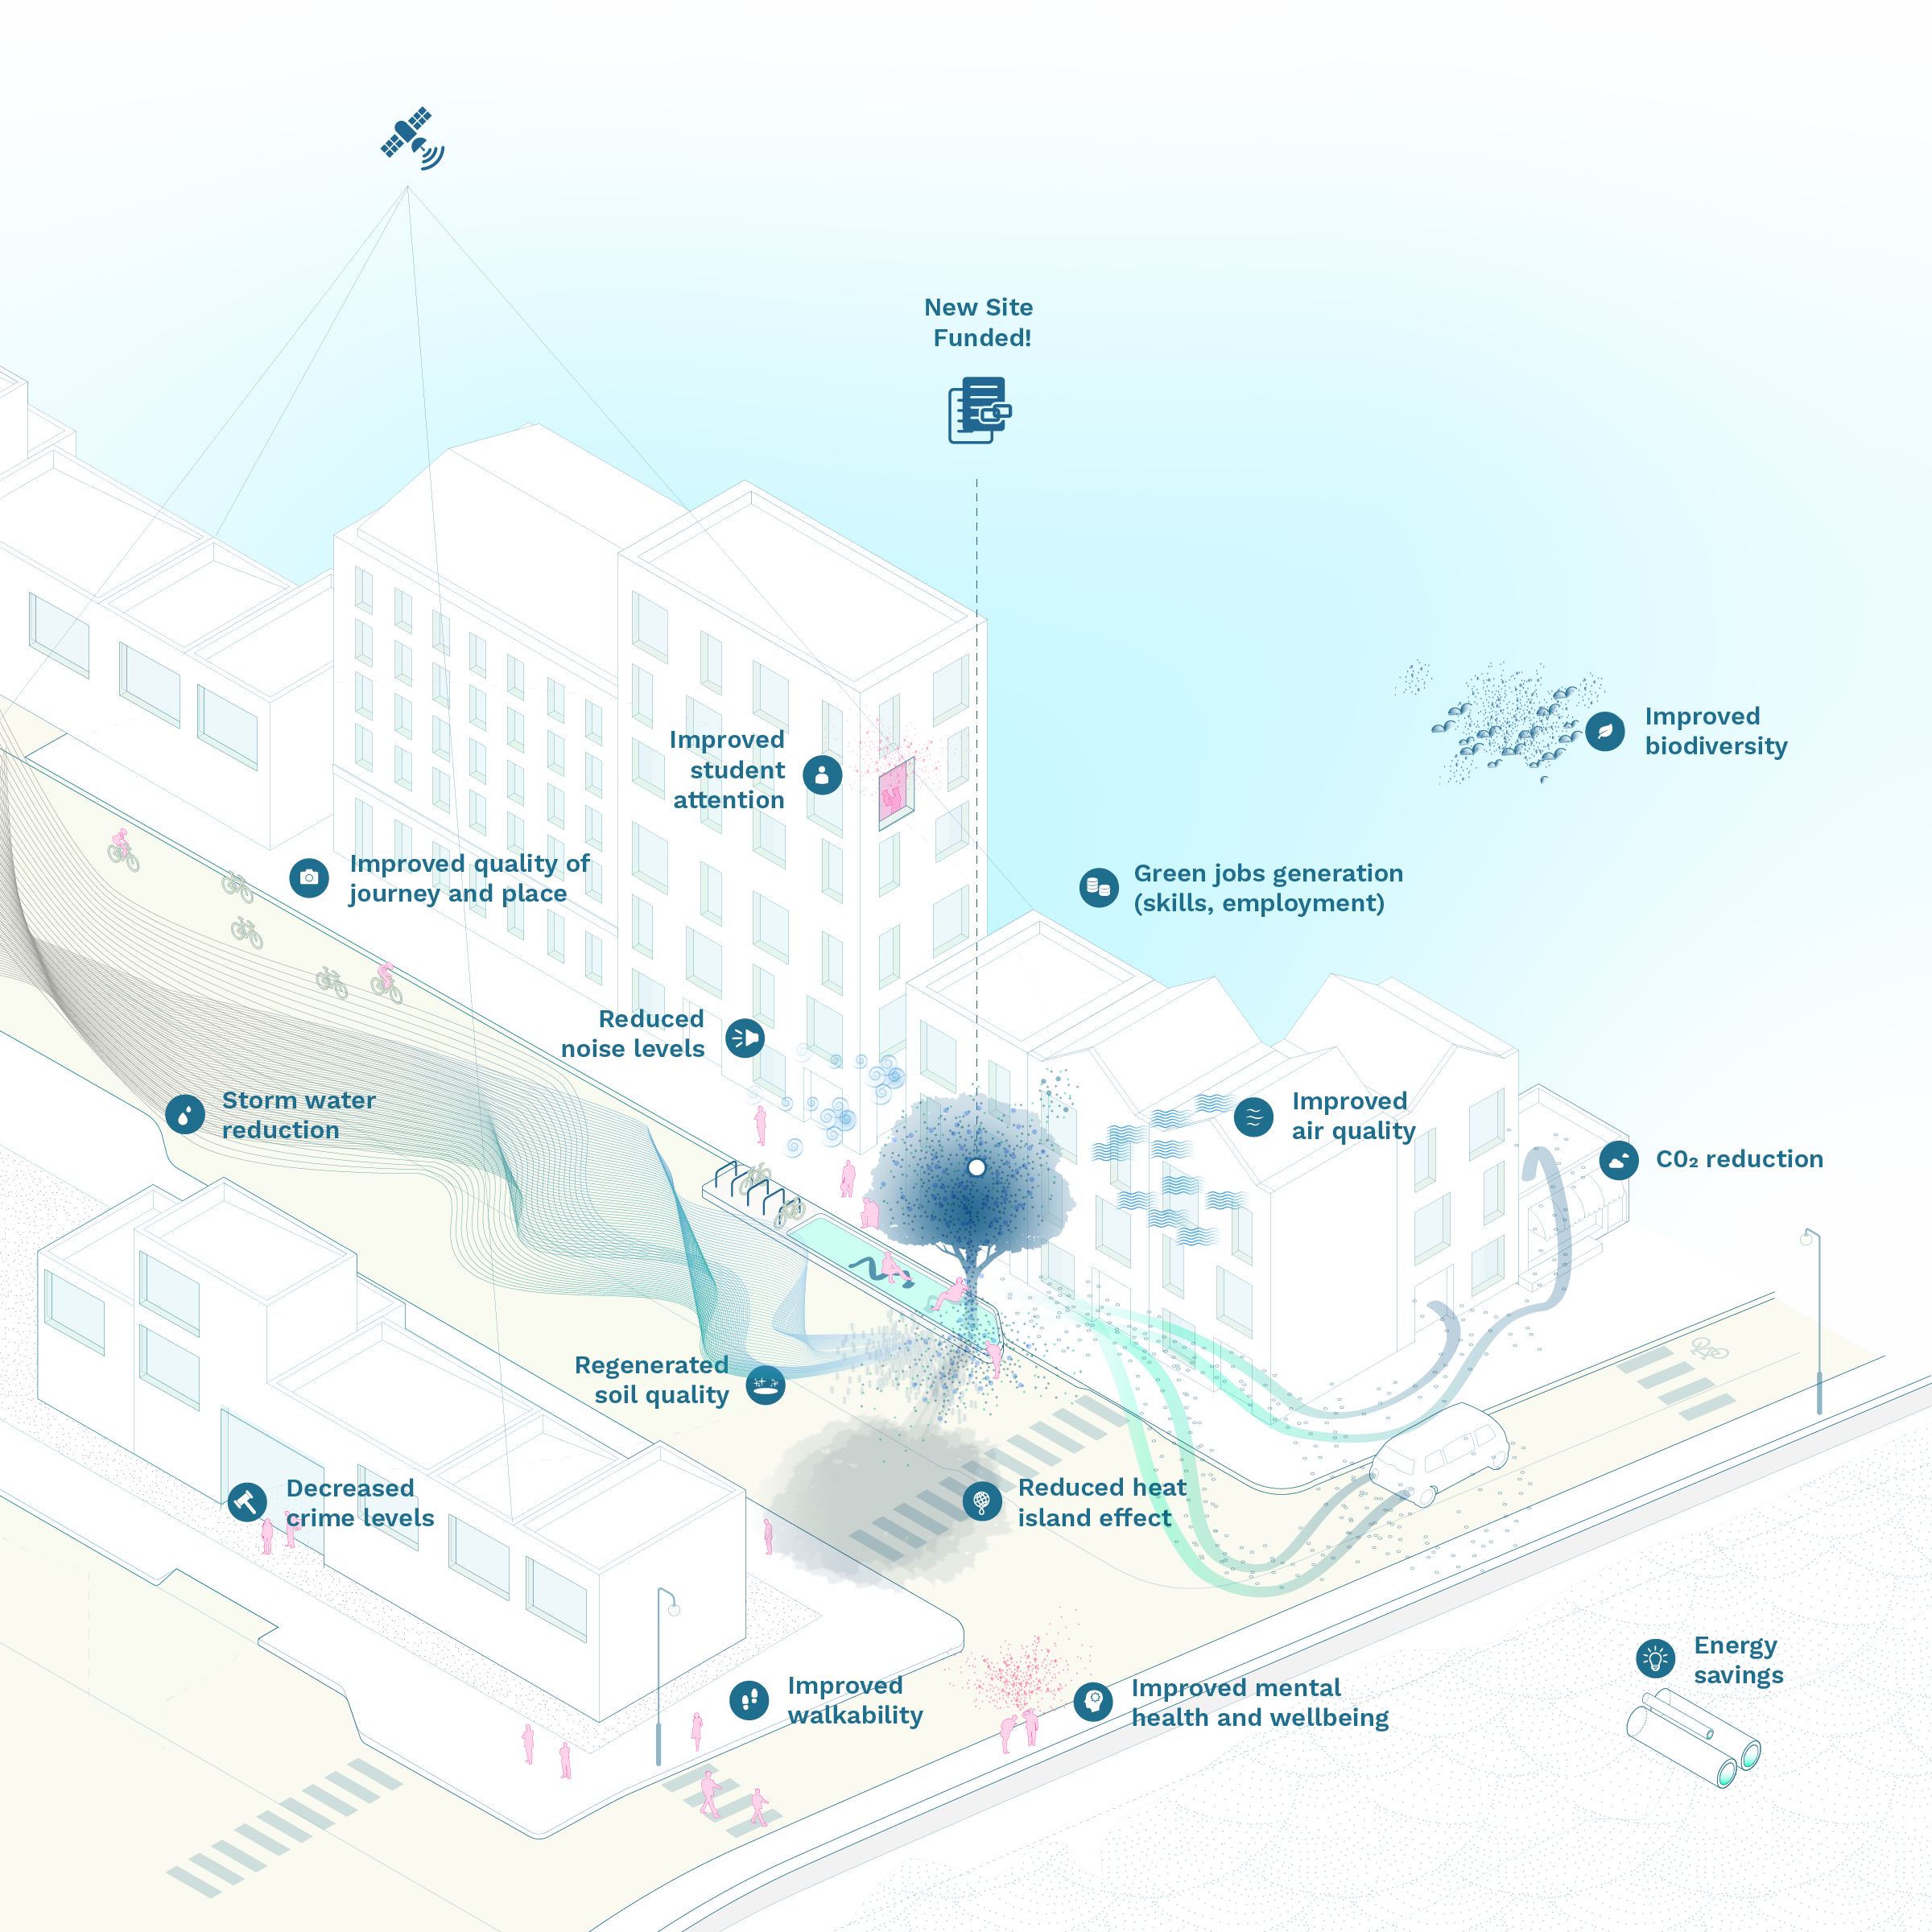 New Site
Funded!
Improved
biodiversity
Improved
student
attention
Improved quality of
journey and place
Green jobs generation
(skills, employment)
Reduced
noise levels
Storm water
reduction
Improved
air quality
C0₂ reduction
Regenerated
soil quality
Decreased
crime levels
Reduced heat
island effect
Energy
savings
Improved
walkability
Improved mental
health and wellbeing